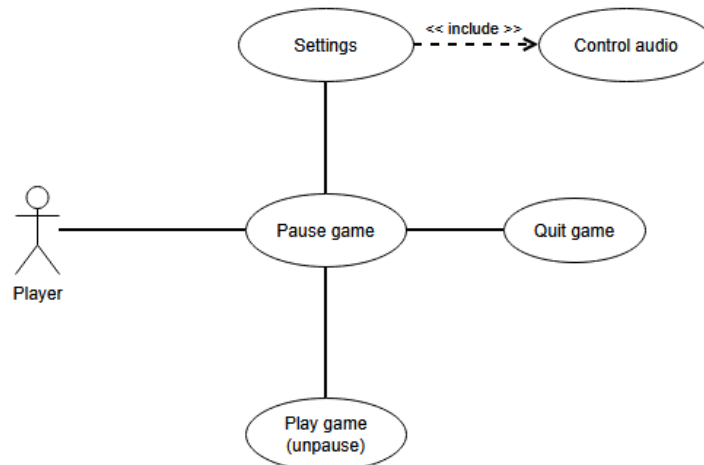 Settings
<< include >>
Control audio
Pause game
Quit game
Player
Play game
(unpause)